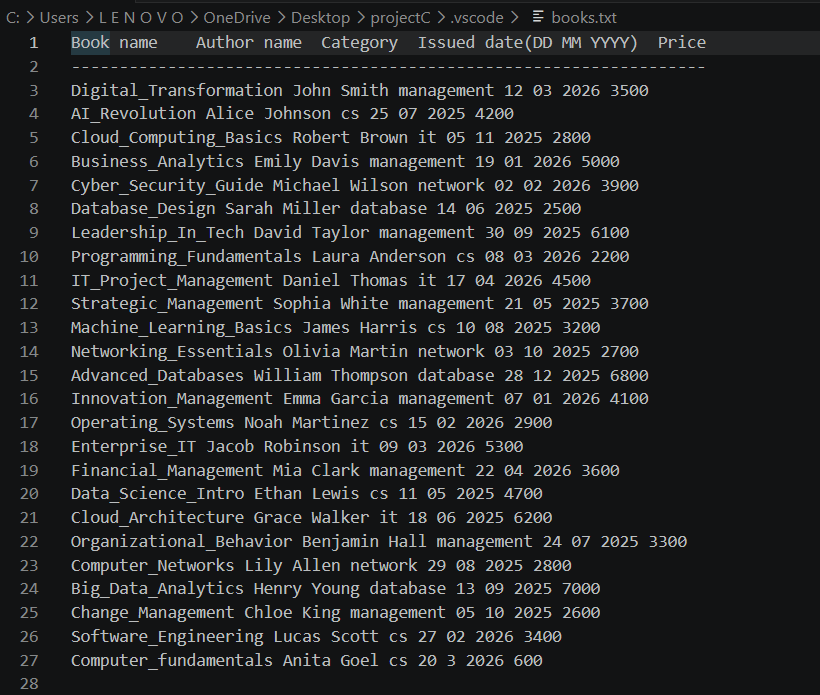 C: > Users > L E N O V O > OneDrive > Desktop > projectC > .vscode > books.txt
1 Book name    Author name  Category  Issued date(DD MM YYYY)  Price
2 ------------------------------------------------------------------
3 Digital_Transformation John Smith management 12 03 2026 3500
4 AI_Revolution Alice Johnson cs 25 07 2025 4200
5 Cloud_Computing_Basics Robert Brown it 05 11 2025 2800
6 Business_Analytics Emily Davis management 19 01 2026 5000
7 Cyber_Security_Guide Michael Wilson network 02 02 2026 3900
8 Database_Design Sarah Miller database 14 06 2025 2500
9 Leadership_In_Tech David Taylor management 30 09 2025 6100
10 Programming_Fundamentals Laura Anderson cs 08 03 2026 2200
11 IT_Project_Management Daniel Thomas it 17 04 2026 4500
12 Strategic_Management Sophia White management 21 05 2025 3700
13 Machine_Learning_Basics James Harris cs 10 08 2025 3200
14 Networking_Essentials Olivia Martin network 03 10 2025 2700
15 Advanced_Databases William Thompson database 28 12 2025 6800
16 Innovation_Management Emma Garcia management 07 01 2026 4100
17 Operating_Systems Noah Martinez cs 15 02 2026 2900
18 Enterprise_IT Jacob Robinson it 09 03 2026 5300
19 Financial_Management Mia Clark management 22 04 2026 3600
20 Data_Science_Intro Ethan Lewis cs 11 05 2025 4700
21 Cloud_Architecture Grace Walker it 18 06 2025 6200
22 Organizational_Behavior Benjamin Hall management 24 07 2025 3300
23 Computer_Networks Lily Allen network 29 08 2025 2800
24 Big_Data_Analytics Henry Young database 13 09 2025 7000
25 Change_Management Chloe King management 05 10 2025 2600
26 Software_Engineering Lucas Scott cs 27 02 2026 3400
27 Computer_fundamentals Anita Goel cs 20 3 2026 600
28